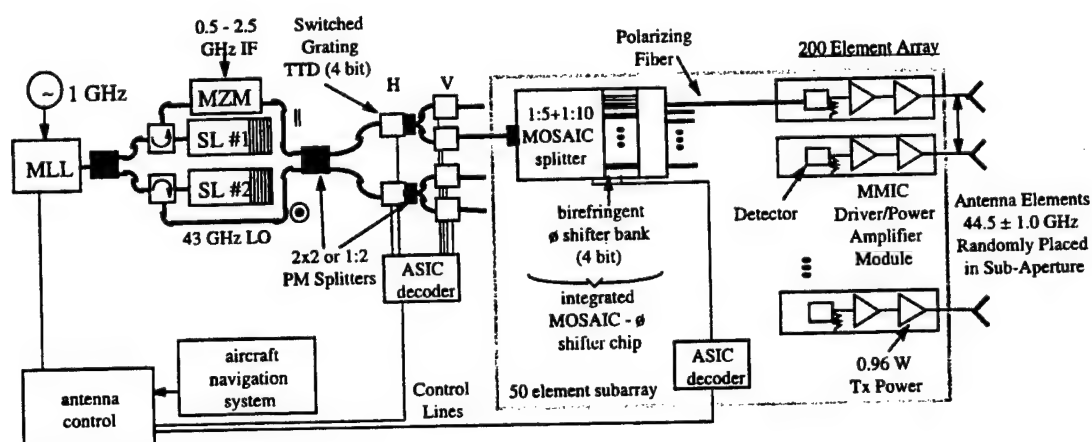 0.5 - 2.5
GHz IF
Switched
Grating
TTD (4 bit)
H
V
Polarizing
Fiber
200 Element Array
~
1 GHz
MZM
SL #1
MLL
SL #2
43 GHz LO
2x2 or 1:2
PM Splitters
ASIC
decoder
1:5+1:10
MOSAIC
splitter
birefringent
ø shifter bank
(4 bit)
integrated
MOSAIC - ø
shifter chip
Detector
MMIC
Driver/Power
Amplifier
Module
Antenna Elements
44.5 ± 1.0 GHz
Randomly Placed
in Sub-Aperture
0.96 W
Tx Power
ASIC
decoder
50 element subarray
aircraft
navigation
system
antenna
control
Control
Lines